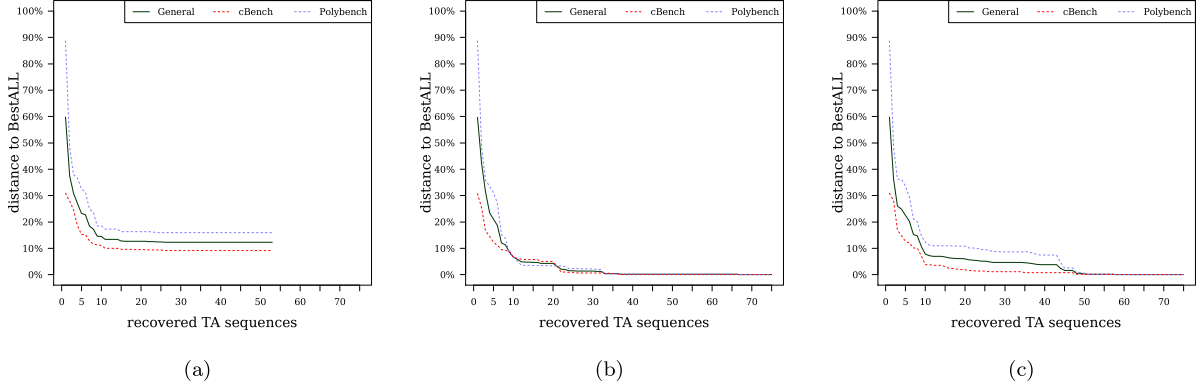 General cBench Polybench
100%
90%
80%
70%
60%
50%
40%
30%
20%
10%
0%
distance to BestALL
0 5 10 20 30 40 50 60 70
recovered TA sequences
(a)
General cBench Polybench
100%
90%
80%
70%
60%
50%
40%
30%
20%
10%
0%
distance to BestALL
0 5 10 20 30 40 50 60 70
recovered TA sequences
(b)
General cBench Polybench
100%
90%
80%
70%
60%
50%
40%
30%
20%
10%
0%
distance to BestALL
0 5 10 20 30 40 50 60 70
recovered TA sequences
(c)